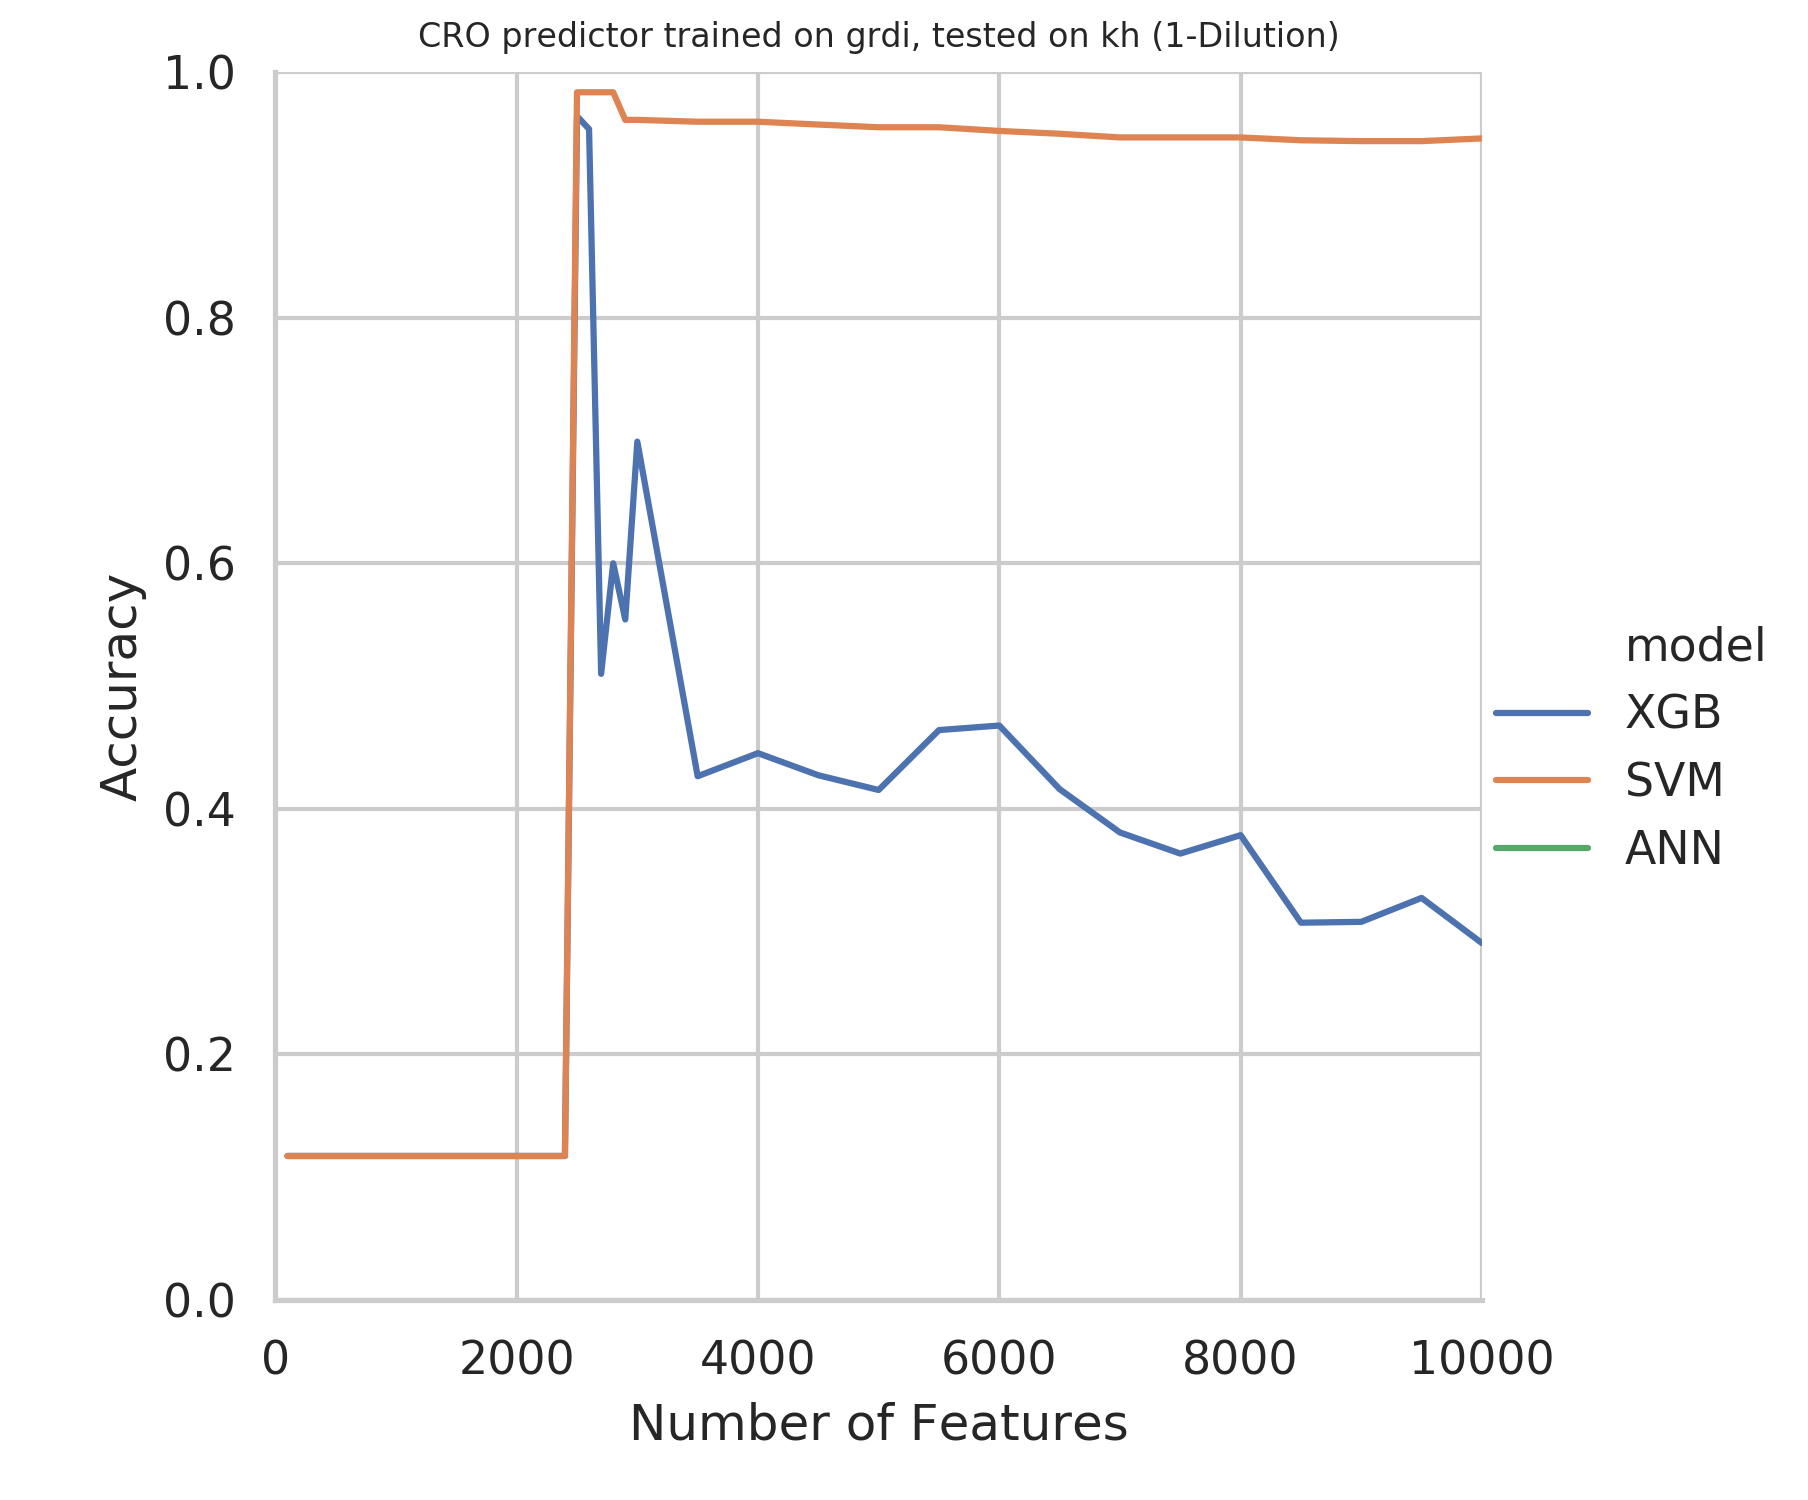 CRO predictor trained on grdi, tested on kh (1-Dilution)
1.0
0.8
0.6
0.4
0.2
0.0
Accuracy
0 2000 4000 6000 8000 10000
Number of Features
model
XGB
SVM
ANN